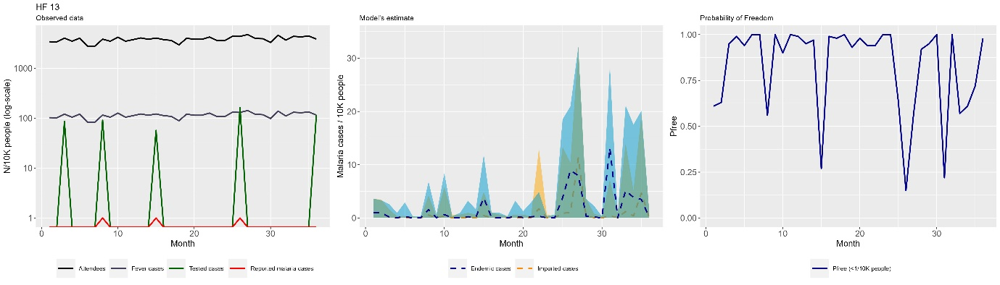 HF 13
Observed data
N/10K people (log-scale)
1000
100
10
1
0
10
20
30
Month
Attendees
Fever cases
Tested cases
Reported malaria cases
Model's estimate
Malaria cases / 10K people
30
20
10
0
0
10
20
30
Month
Endemic cases
Imported cases
Probability of Freedom
Pfree
1.00
0.75
0.50
0.25
0.00
0
10
20
30
Month
Pfree (<1/10K people)